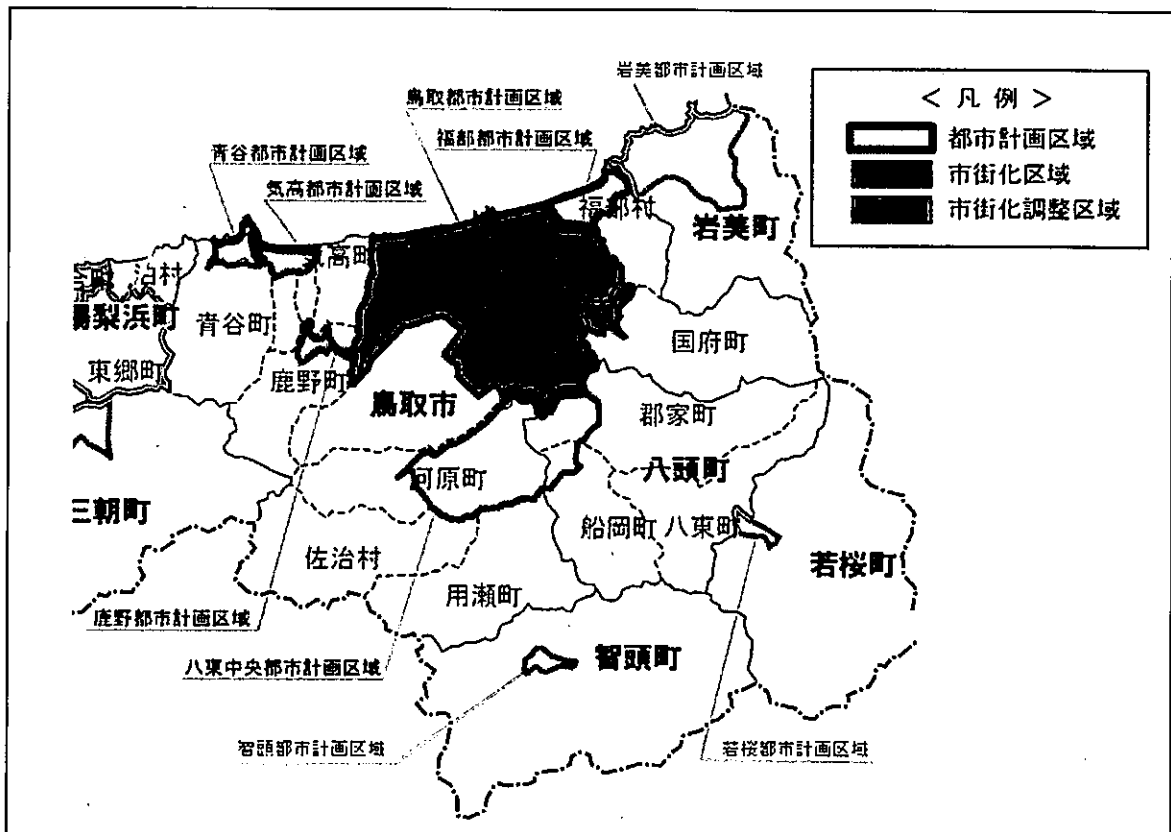 岩美都市計画区域
鳥取都市計画区域
福部都市計画区域
青谷都市計画区域
気高都市計画区域
＜ 凡 例 ＞
都市計画区域
市街化区域
市街化調整区域
福部村
岩美町
高町
泊村
梨浜町
青谷町
国府町
東郷町
鹿野町
鳥取市
郡家町
河原町
八頭町
三朝町
船岡町
八東町
佐治村
若桜町
用瀬町
鹿野都市計画区域
智頭町
八東中央都市計画区域
智頭都市計画区域
若桜都市計画区域